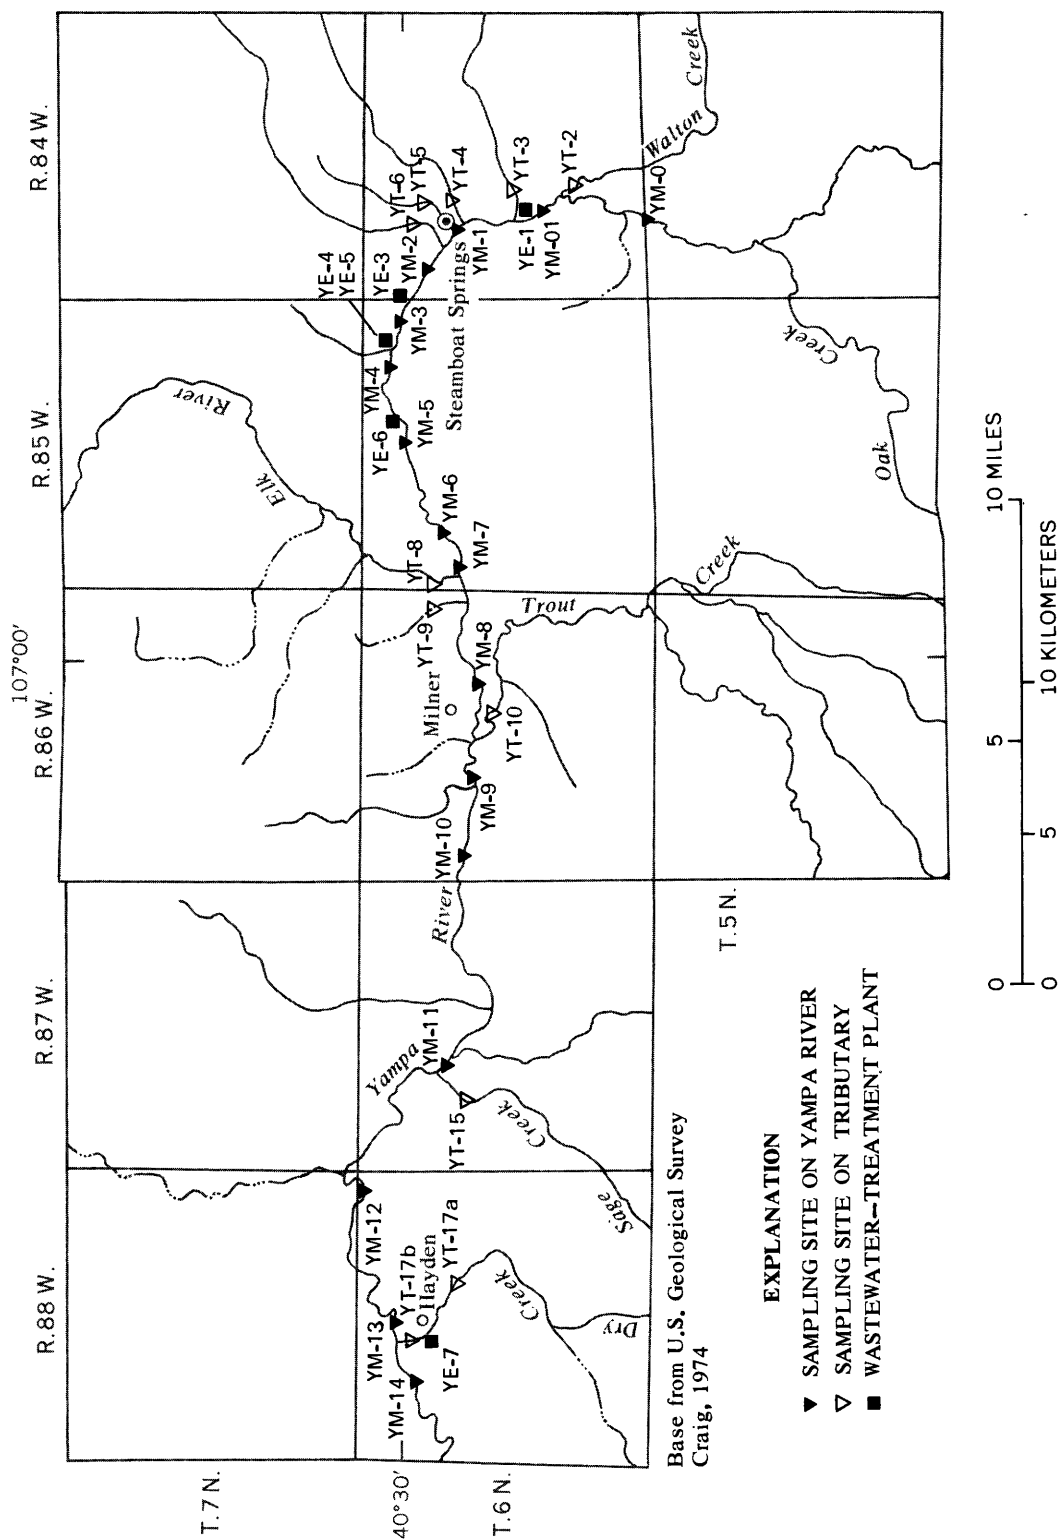 R.88 W.
R.87 W.
107°00'
R.86 W.
R.85 W.
R.84 W.
T.7 N.
40°30'
T.6 N.
T.5 N.
YM-14
YM-13
YE-7
YT-17b
Hayden
YT-17a
YM-12
Dry
Creek
Sage
Creek
YT-15
Yampa
YM-11
River
YM-10
YM-9
YT-10
Milner
YM-8
YT-9
YT-8
Trout
Creek
YM-7
YM-6
Elk
River
YE-6
YM-5
YM-4
YM-3
YE-4
YE-5
YE-3
YM-2
Steamboat Springs
YM-1
YT-6
YT-5
YT-4
YT-3
YE-1
YM-01
YT-2
Walton
Creek
YM-0
Oak
Creek
Base from U.S. Geological Survey
Craig, 1974
EXPLANATION
SAMPLING SITE ON YAMPA RIVER
SAMPLING SITE ON TRIBUTARY
WASTEWATER—TREATMENT PLANT
0 5 10 MILES
0 5 10 KILOMETERS